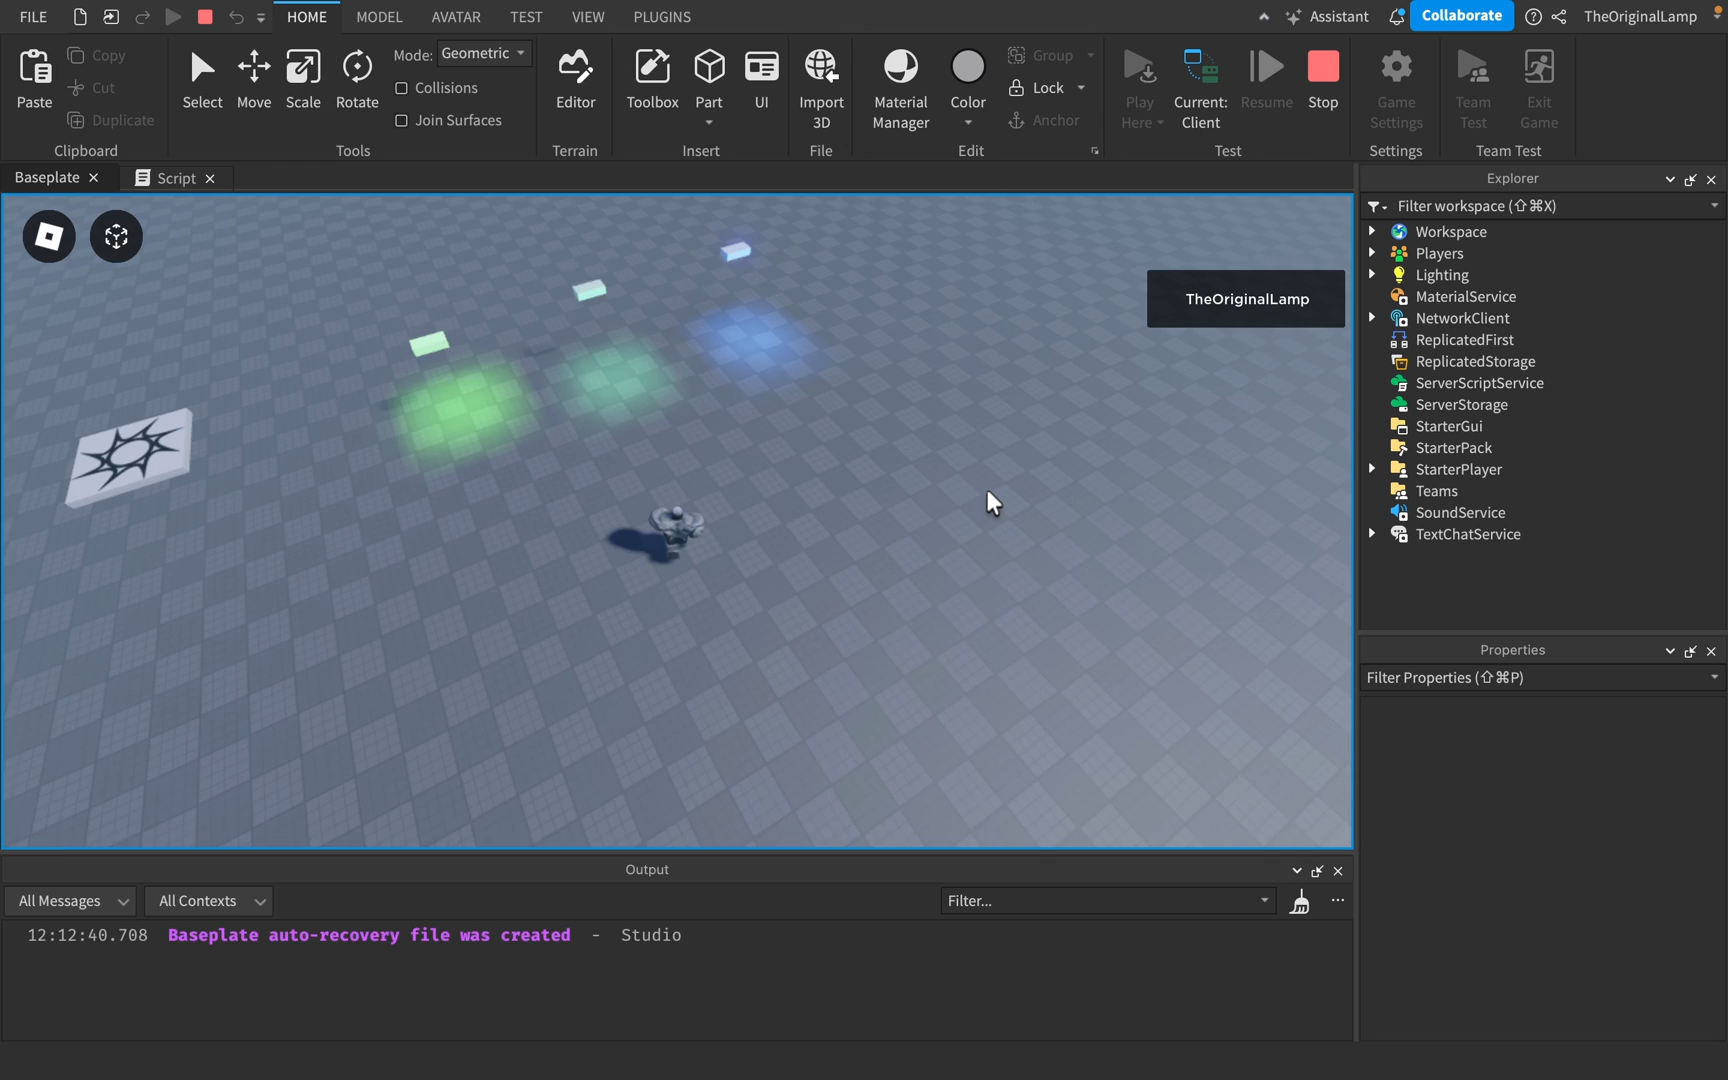 FILE HOME MODEL AVATAR TEST VIEW PLUGINS Assistant Collaborate TheOriginalLamp
Paste
Copy
Cut
Duplicate
Clipboard
Select Move Scale Rotate
Mode: Geometric
Collisions
Join Surfaces
Tools
Editor
Terrain
Toolbox Part UI
Insert
Import
3D
File
Material
Manager
Color
Group
Lock
Anchor
Edit
Play
Here
Current:
Client
Resume
Stop
Test
Game
Settings
Settings
Team
Test
Exit
Game
Team Test
Baseplate
Script
TheOriginalLamp
Explorer
Filter workspace (⇧⌘X)
Workspace
Players
Lighting
MaterialService
NetworkClient
ReplicatedFirst
ReplicatedStorage
ServerScriptService
ServerStorage
StarterGui
StarterPack
StarterPlayer
Teams
SoundService
TextChatService
Properties
Filter Properties (⇧⌘P)
Output
All Messages All Contexts Filter...
12:12:40.708 Baseplate auto-recovery file was created - Studio